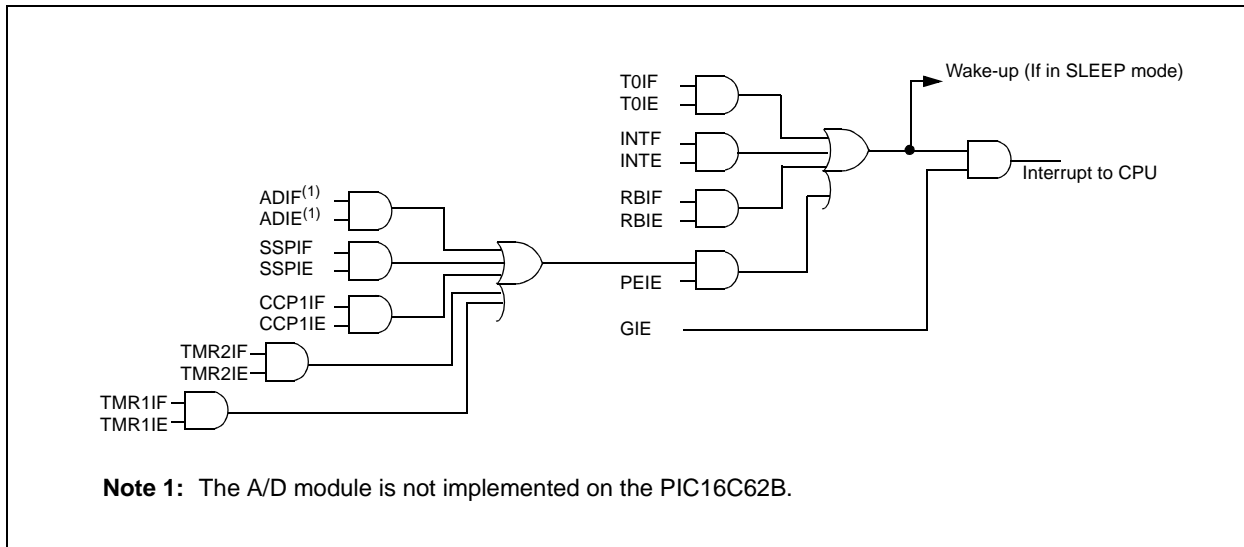 Wake-up (If in SLEEP mode)
T0IF
T0IE
INTF
INTE
Interrupt to CPU
RBIF
RBIE
ADIF(1)
ADIE(1)
SSPIF
SSPIE
PEIE
CCP1IF
CCP1IE
GIE
TMR2IF
TMR2IE
TMR1IF
TMR1IE
Note 1: The A/D module is not implemented on the PIC16C62B.